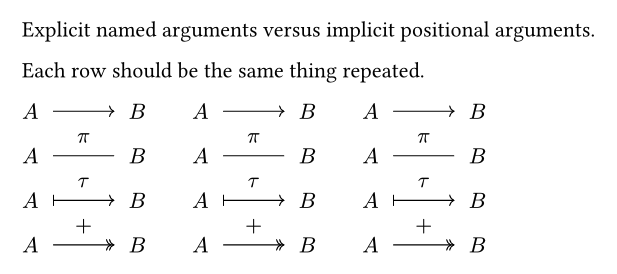 Explicit named arguments versus implicit positional arguments.
Each row should be the same thing repeated.
A → B A → B A → B
π π π
A — B A — B A — B
τ τ τ
A ↦ B A ↦ B A ↦ B
+ + +
A ↠ B A ↠ B A ↠ B